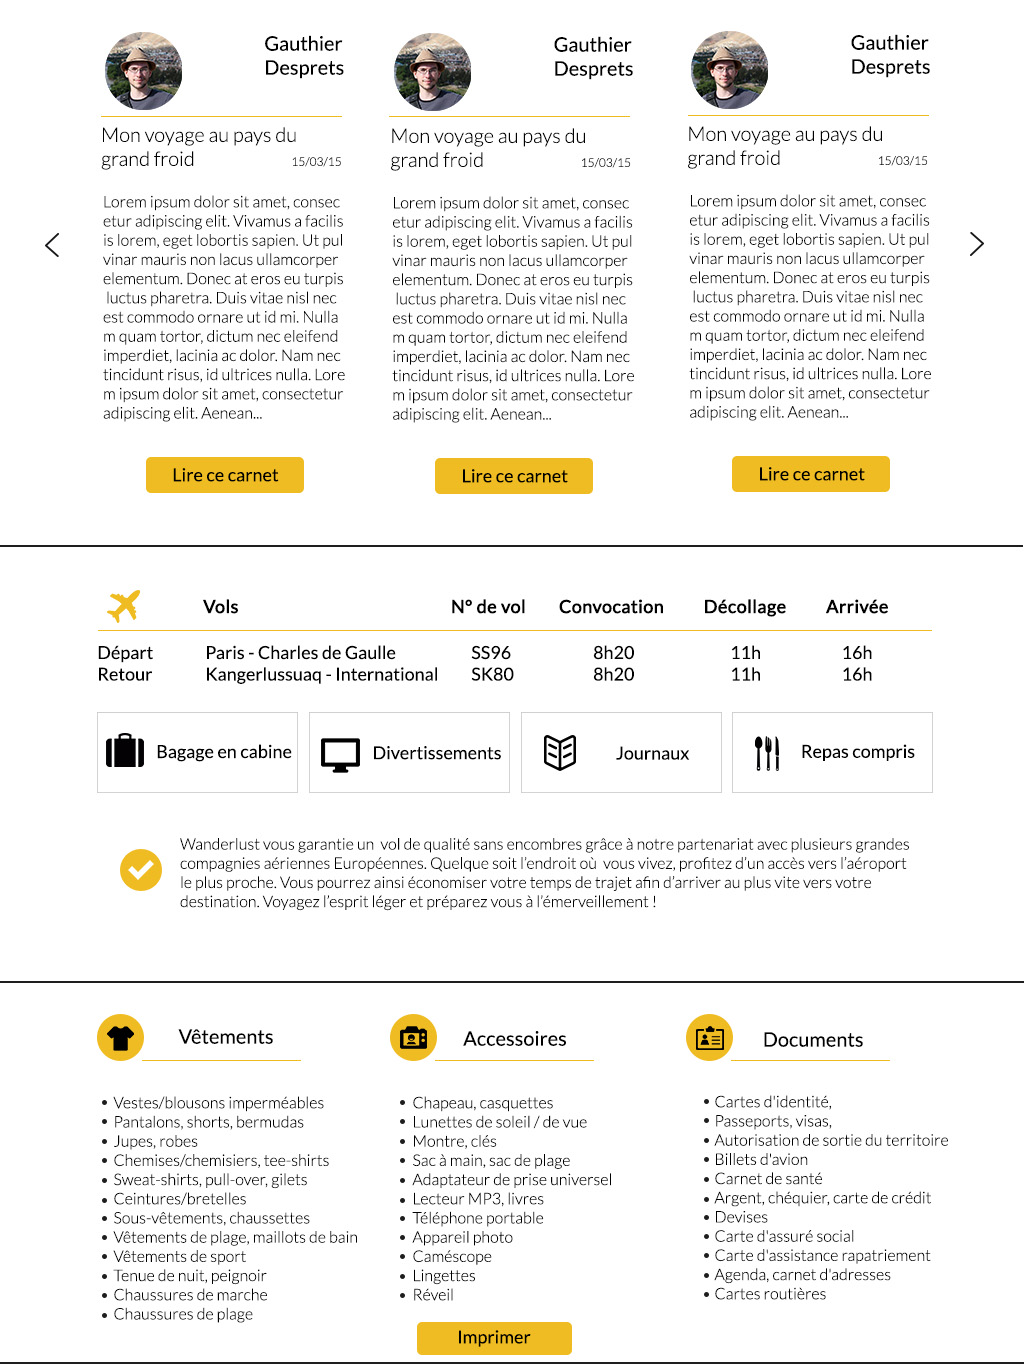 Gauthier
Desprets
Mon voyage au pays du
grand froid
15/03/15
Lorem ipsum dolor sit amet, consec
etur adipiscing elit. Vivamus a facilis
is lorem, eget lobortis sapien. Ut pul
vinar mauris non lacus ullamcorper
elementum. Donec at eros eu turpis
luctus pharetra. Duis vitae nisl nec
est commodo ornare ut id mi. Nulla
m quam tortor, dictum nec eleifend
imperdiet, lacinia ac dolor. Nam nec
tincidunt risus, id ultrices nulla. Lore
m ipsum dolor sit amet, consectetur
adipiscing elit. Aenean...
Lire ce carnet
Gauthier
Desprets
Mon voyage au pays du
grand froid
15/03/15
Lorem ipsum dolor sit amet, consec
etur adipiscing elit. Vivamus a facilis
is lorem, eget lobortis sapien. Ut pul
vinar mauris non lacus ullamcorper
elementum. Donec at eros eu turpis
luctus pharetra. Duis vitae nisl nec
est commodo ornare ut id mi. Nulla
m quam tortor, dictum nec eleifend
imperdiet, lacinia ac dolor. Nam nec
tincidunt risus, id ultrices nulla. Lore
m ipsum dolor sit amet, consectetur
adipiscing elit. Aenean...
Lire ce carnet
Gauthier
Desprets
Mon voyage au pays du
grand froid
15/03/15
Lorem ipsum dolor sit amet, consec
etur adipiscing elit. Vivamus a facilis
is lorem, eget lobortis sapien. Ut pul
vinar mauris non lacus ullamcorper
elementum. Donec at eros eu turpis
luctus pharetra. Duis vitae nisl nec
est commodo ornare ut id mi. Nulla
m quam tortor, dictum nec eleifend
imperdiet, lacinia ac dolor. Nam nec
tincidunt risus, id ultrices nulla. Lore
m ipsum dolor sit amet, consectetur
adipiscing elit. Aenean...
Lire ce carnet
Vols N° de vol Convocation Décollage Arrivée
Départ Paris - Charles de Gaulle SS96 8h20 11h 16h
Retour Kangerlussuaq - International SK80 8h20 11h 16h
Bagage en cabine
Divertissements
Journaux
Repas compris
Wanderlust vous garantie un vol de qualité sans encombres grâce à notre partenariat avec plusieurs grandes
compagnies aériennes Européennes. Quelque soit l'endroit où vous vivez, profitez d'un accès vers l'aéroport
le plus proche. Vous pourrez ainsi économiser votre temps de trajet afin d'arriver au plus vite vers votre
destination. Voyagez l'esprit léger et préparez vous à l'émerveillement !
Vêtements
• Vestes/blousons imperméables
• Pantalons, shorts, bermudas
• Jupes, robes
• Chemises/chemisiers, tee-shirts
• Sweat-shirts, pull-over, gilets
• Ceintures/bretelles
• Sous-vêtements, chaussettes
• Vêtements de plage, maillots de bain
• Vêtements de sport
• Tenue de nuit, peignoir
• Chaussures de marche
• Chaussures de plage
Accessoires
• Chapeau, casquettes
• Lunettes de soleil / de vue
• Montre, clés
• Sac à main, sac de plage
• Adaptateur de prise universel
• Lecteur MP3, livres
• Téléphone portable
• Appareil photo
• Caméscope
• Lingettes
• Réveil
Documents
• Cartes d'identité,
• Passeports, visas,
• Autorisation de sortie du territoire
• Billets d'avion
• Carnet de santé
• Argent, chéquier, carte de crédit
• Devises
• Carte d'assuré social
• Carte d'assistance rapatriement
• Agenda, carnet d'adresses
• Cartes routières
Imprimer